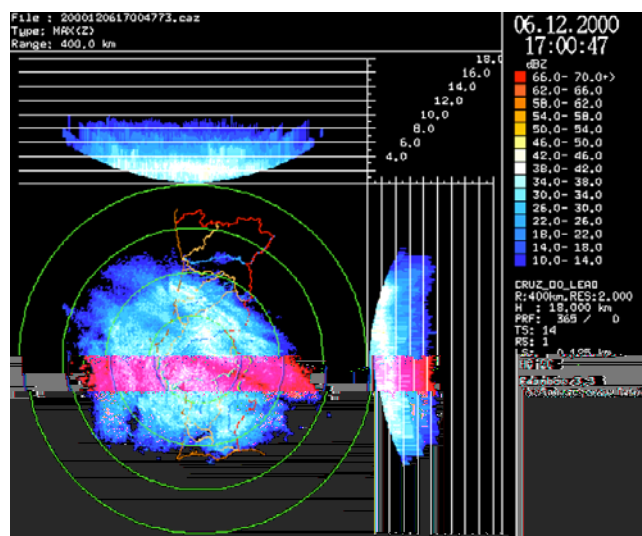 File : 2000120617004773.caz
Type: MAX(Z)
Range: 400.0 km
06.12.2000
17:00:47
dBZ
66.0- 70.0+>
62.0- 66.0
58.0- 62.0
54.0- 58.0
50.0- 54.0
46.0- 50.0
42.0- 46.0
38.0- 42.0
34.0- 38.0
30.0- 34.0
26.0- 30.0
22.0- 26.0
18.0- 22.0
14.0- 18.0
10.0- 14.0
18.0
16.0
14.0
12.0
10.0
8.0
6.0
4.0
CRUZ_DO_LEAO
R:400km,RES:2.000
H : 18.000 km
PRF: 365 / 0
TS: 14
RS: 1